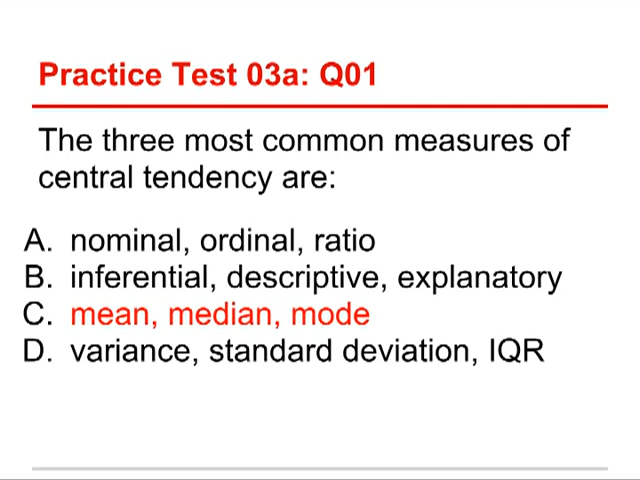 Practice Test 03a: Q01
The three most common measures of
central tendency are:
A. nominal, ordinal, ratio
B. inferential, descriptive, explanatory
C. mean, median, mode
D. variance, standard deviation, IQR